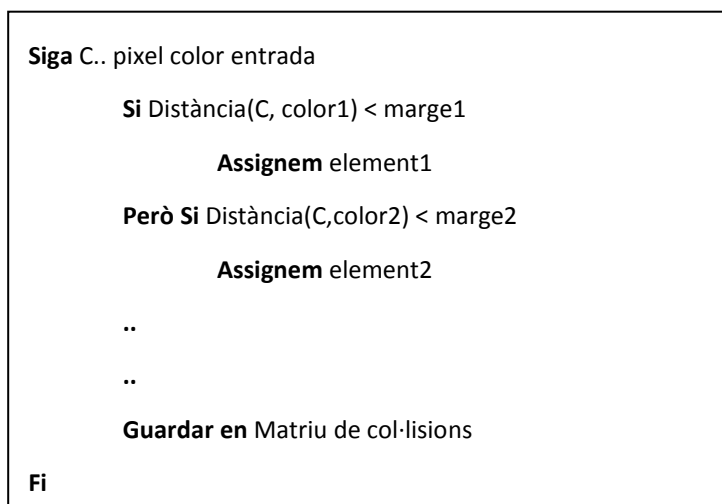 Siga C.. pixel color entrada
Si Distància(C, color1) < marge1
Assignem element1
Però Si Distància(C,color2) < marge2
Assignem element2
..
..
Guardar en Matriu de col·lisions
Fi